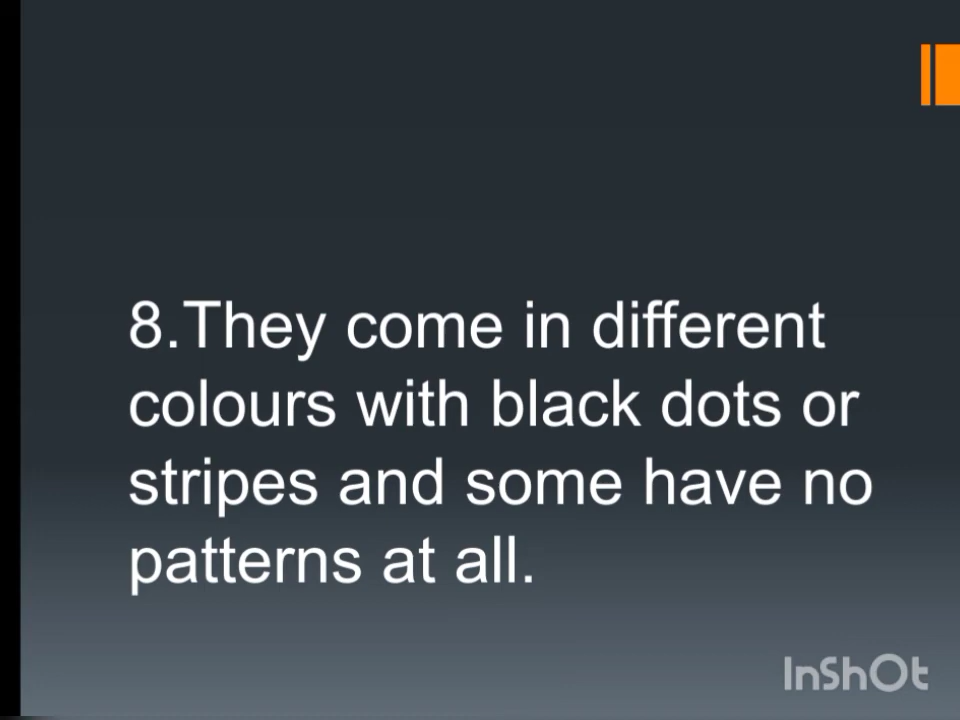 8.They come in different
colours with black dots or
stripes and some have no
patterns at all.
InShOt